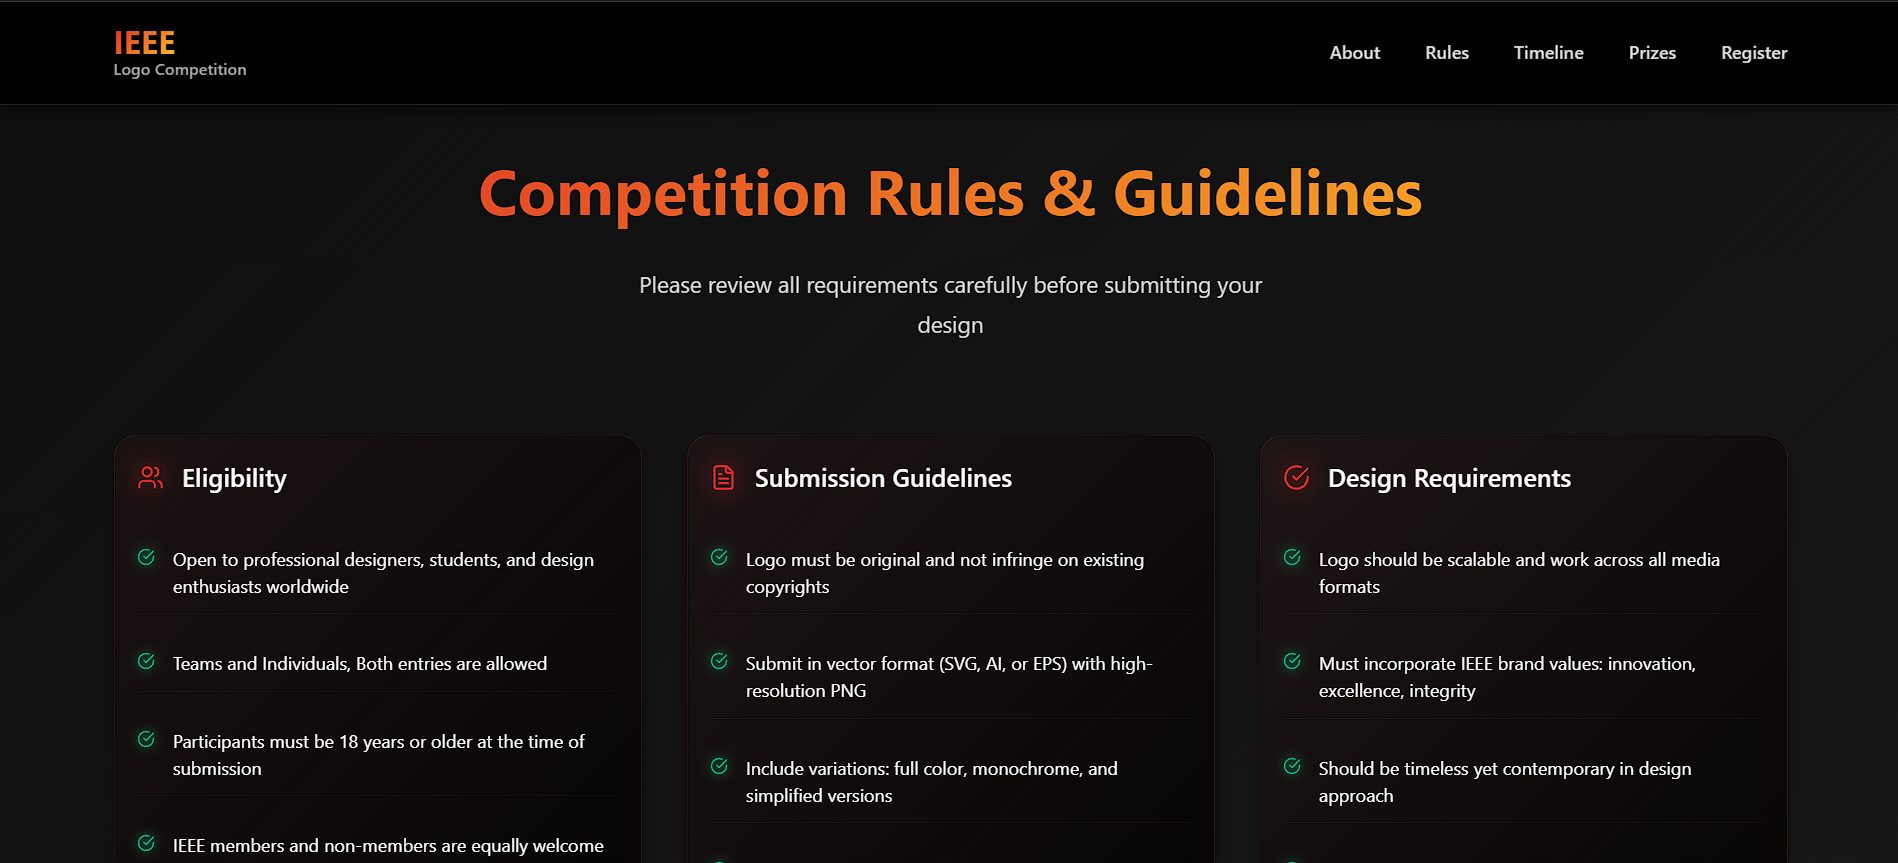 IEEE
Logo Competition
About
Rules
Timeline
Prizes
Register
Competition Rules & Guidelines
Please review all requirements carefully before submitting your
design
Eligibility
Open to professional designers, students, and design
enthusiasts worldwide
Teams and Individuals, Both entries are allowed
Participants must be 18 years or older at the time of
submission
IEEE members and non-members are equally welcome
Submission Guidelines
Logo must be original and not infringe on existing
copyrights
Submit in vector format (SVG, AI, or EPS) with high-
resolution PNG
Include variations: full color, monochrome, and
simplified versions
Design Requirements
Logo should be scalable and work across all media
formats
Must incorporate IEEE brand values: innovation,
excellence, integrity
Should be timeless yet contemporary in design
approach